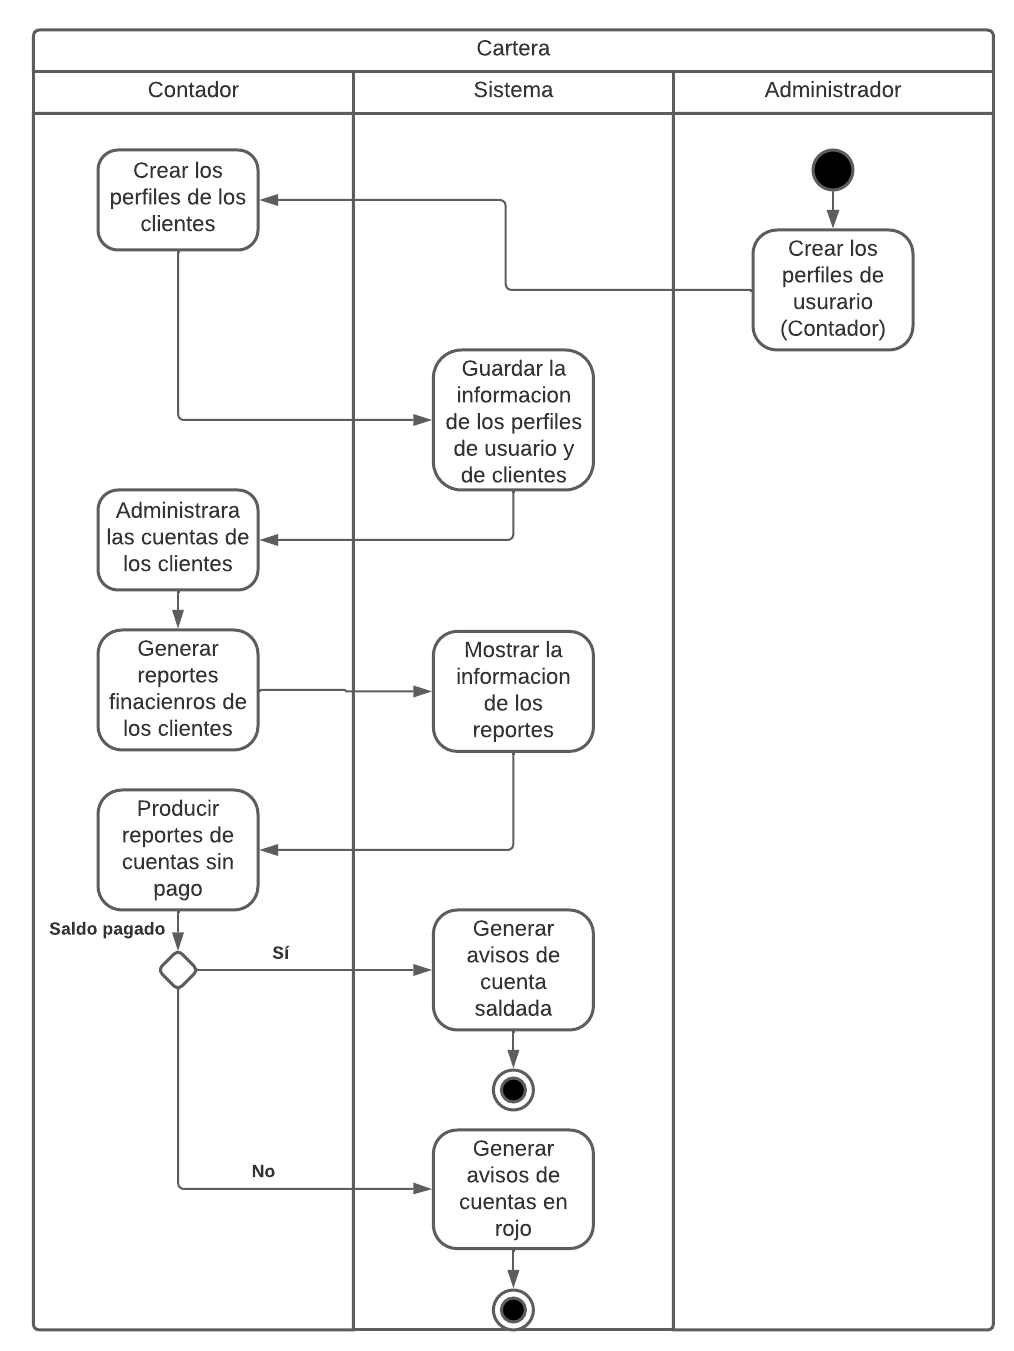 Cartera
Contador
Sistema
Administrador
Crear los
perfiles de los
clientes
Crear los
perfiles de
usurario
(Contador)
Guardar la
informacion
de los perfiles
de usuario y
de clientes
Administrara
las cuentas de
los clientes
Generar
reportes
finacienros de
los clientes
Mostrar la
informacion
de los
reportes
Producir
reportes de
cuentas sin
pago
Saldo pagado
Sí
Generar
avisos de
cuenta
saldada
No
Generar
avisos de
cuentas en
rojo